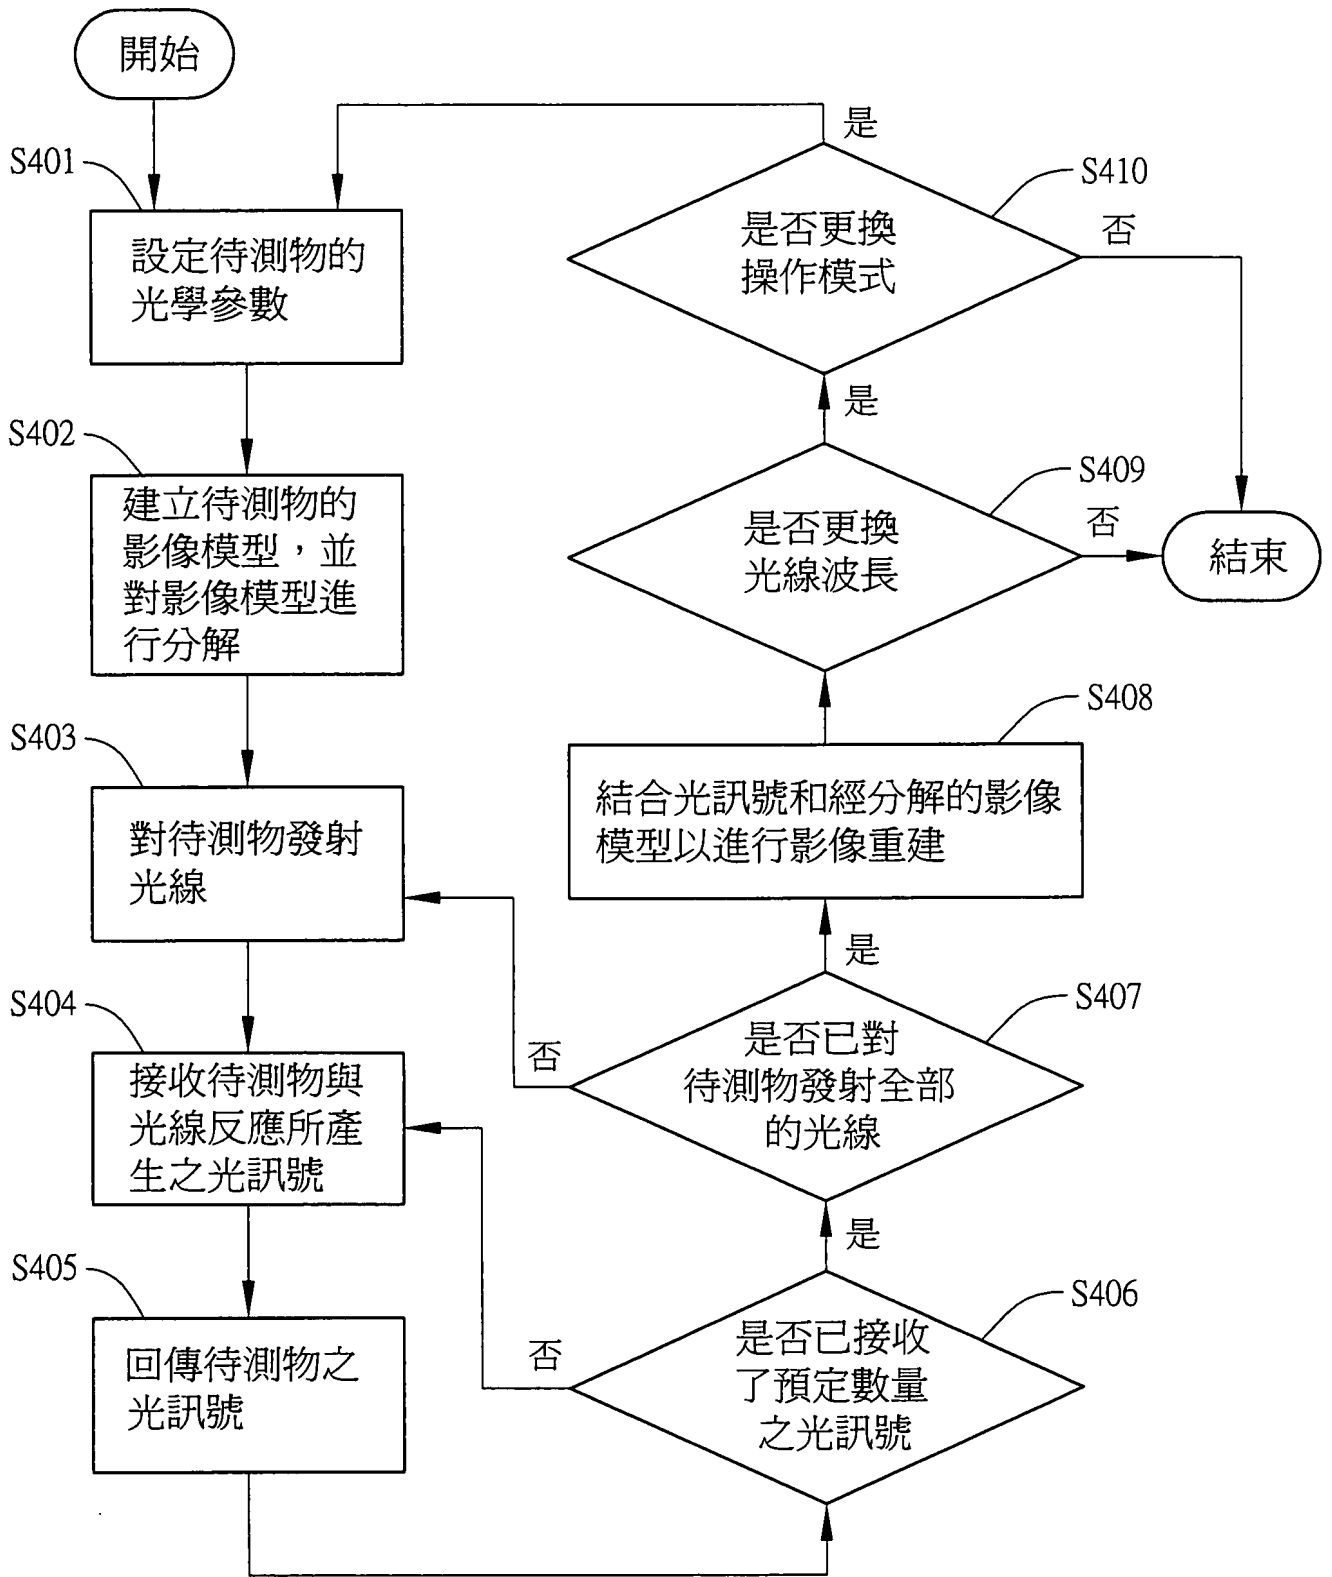 開始
S401
設定待測物的
光學參數
S402
建立待測物的
影像模型，並
對影像模型進
行分解
S403
對待測物發射
光線
S404
接收待測物與
光線反應所產
生之光訊號
S405
回傳待測物之
光訊號
S406
是否已接收
了預定數量
之光訊號
否
是
S407
是否已對
待測物發射全部
的光線
否
是
S408
結合光訊號和經分解的影像
模型以進行影像重建
S409
是否更換
光線波長
否
是
S410
是否更換
操作模式
是
否
結束